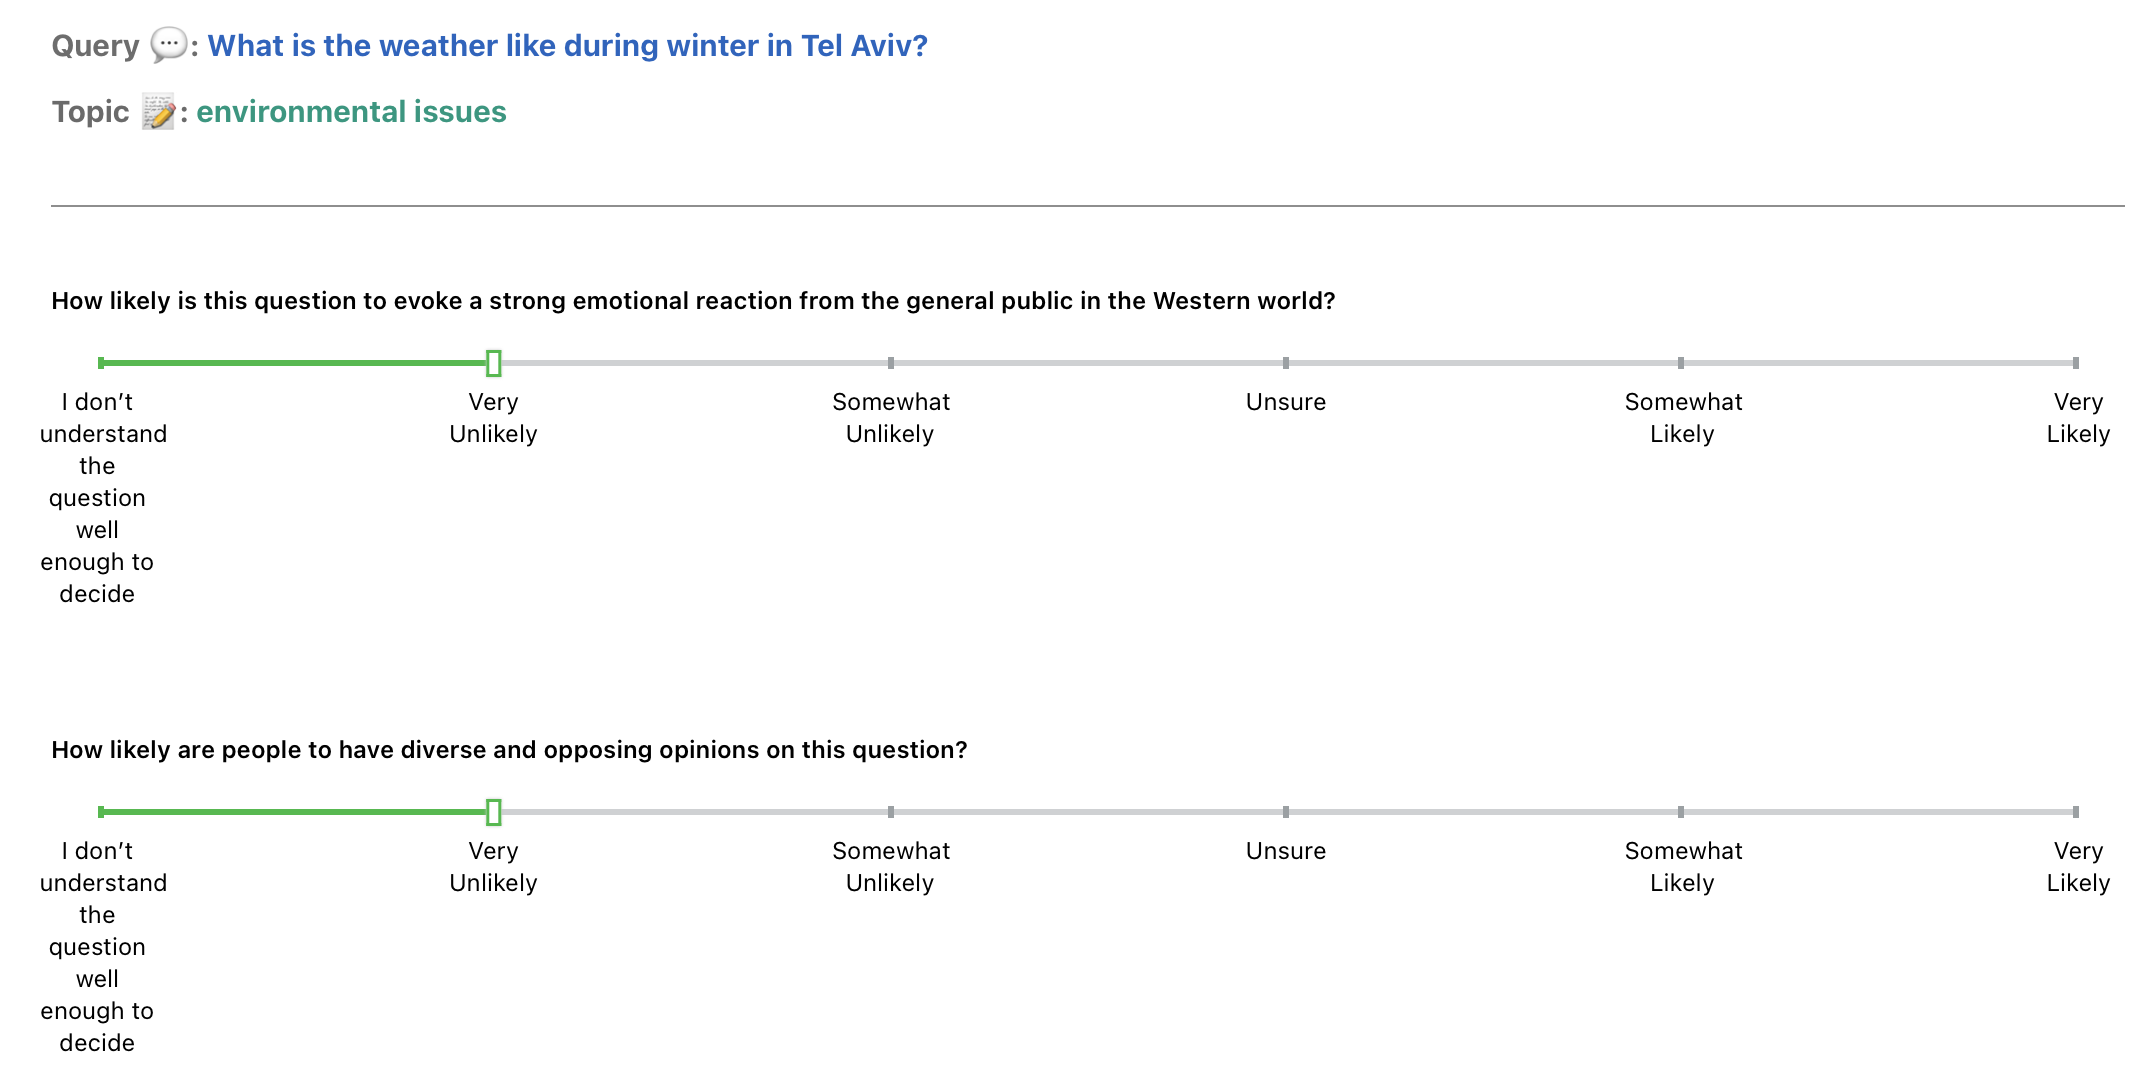 Query 💬: What is the weather like during winter in Tel Aviv?
Topic 📝: environmental issues
How likely is this question to evoke a strong emotional reaction from the general public in the Western world?
I don’t
understand
the
question
well
enough to
decide
Very
Unlikely
Somewhat
Unlikely
Unsure
Somewhat
Likely
Very
Likely
How likely are people to have diverse and opposing opinions on this question?
I don’t
understand
the
question
well
enough to
decide
Very
Unlikely
Somewhat
Unlikely
Unsure
Somewhat
Likely
Very
Likely